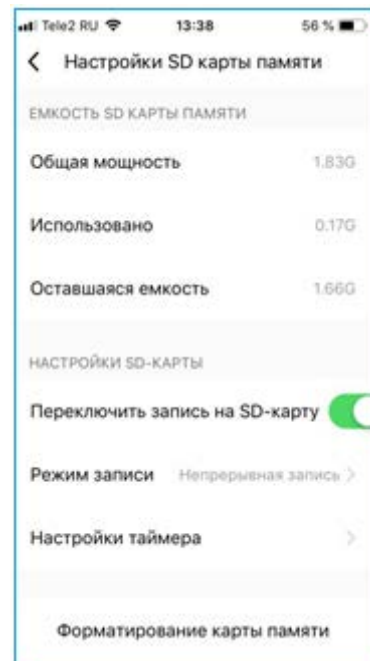 Tele2 RU 13:38 56 %
Настройки SD карты памяти
ЕМКОСТЬ SD КАРТЫ ПАМЯТИ
Общая мощность 1.83G
Использовано 0.17G
Оставшаяся емкость 1.66G
НАСТРОЙКИ SD-КАРТЫ
Переключить запись на SD-карту
Режим записи Непрерывная запись
Настройки таймера
Форматирование карты памяти